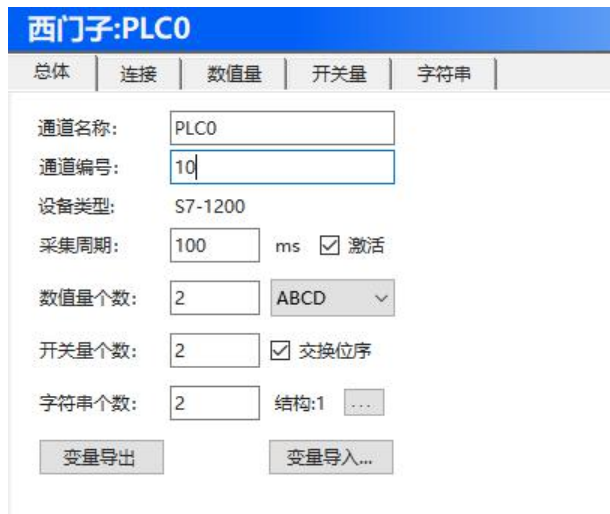 西门子:PLC0
总体 连接 数值量 开关量 字符串
通道名称: PLC0
通道编号: 10
设备类型: S7-1200
采集周期: 100 ms 激活
数值量个数: 2 ABCD
开关量个数: 2 交换位序
字符串个数: 2 结构:1 ...
变量导出 变量导入...